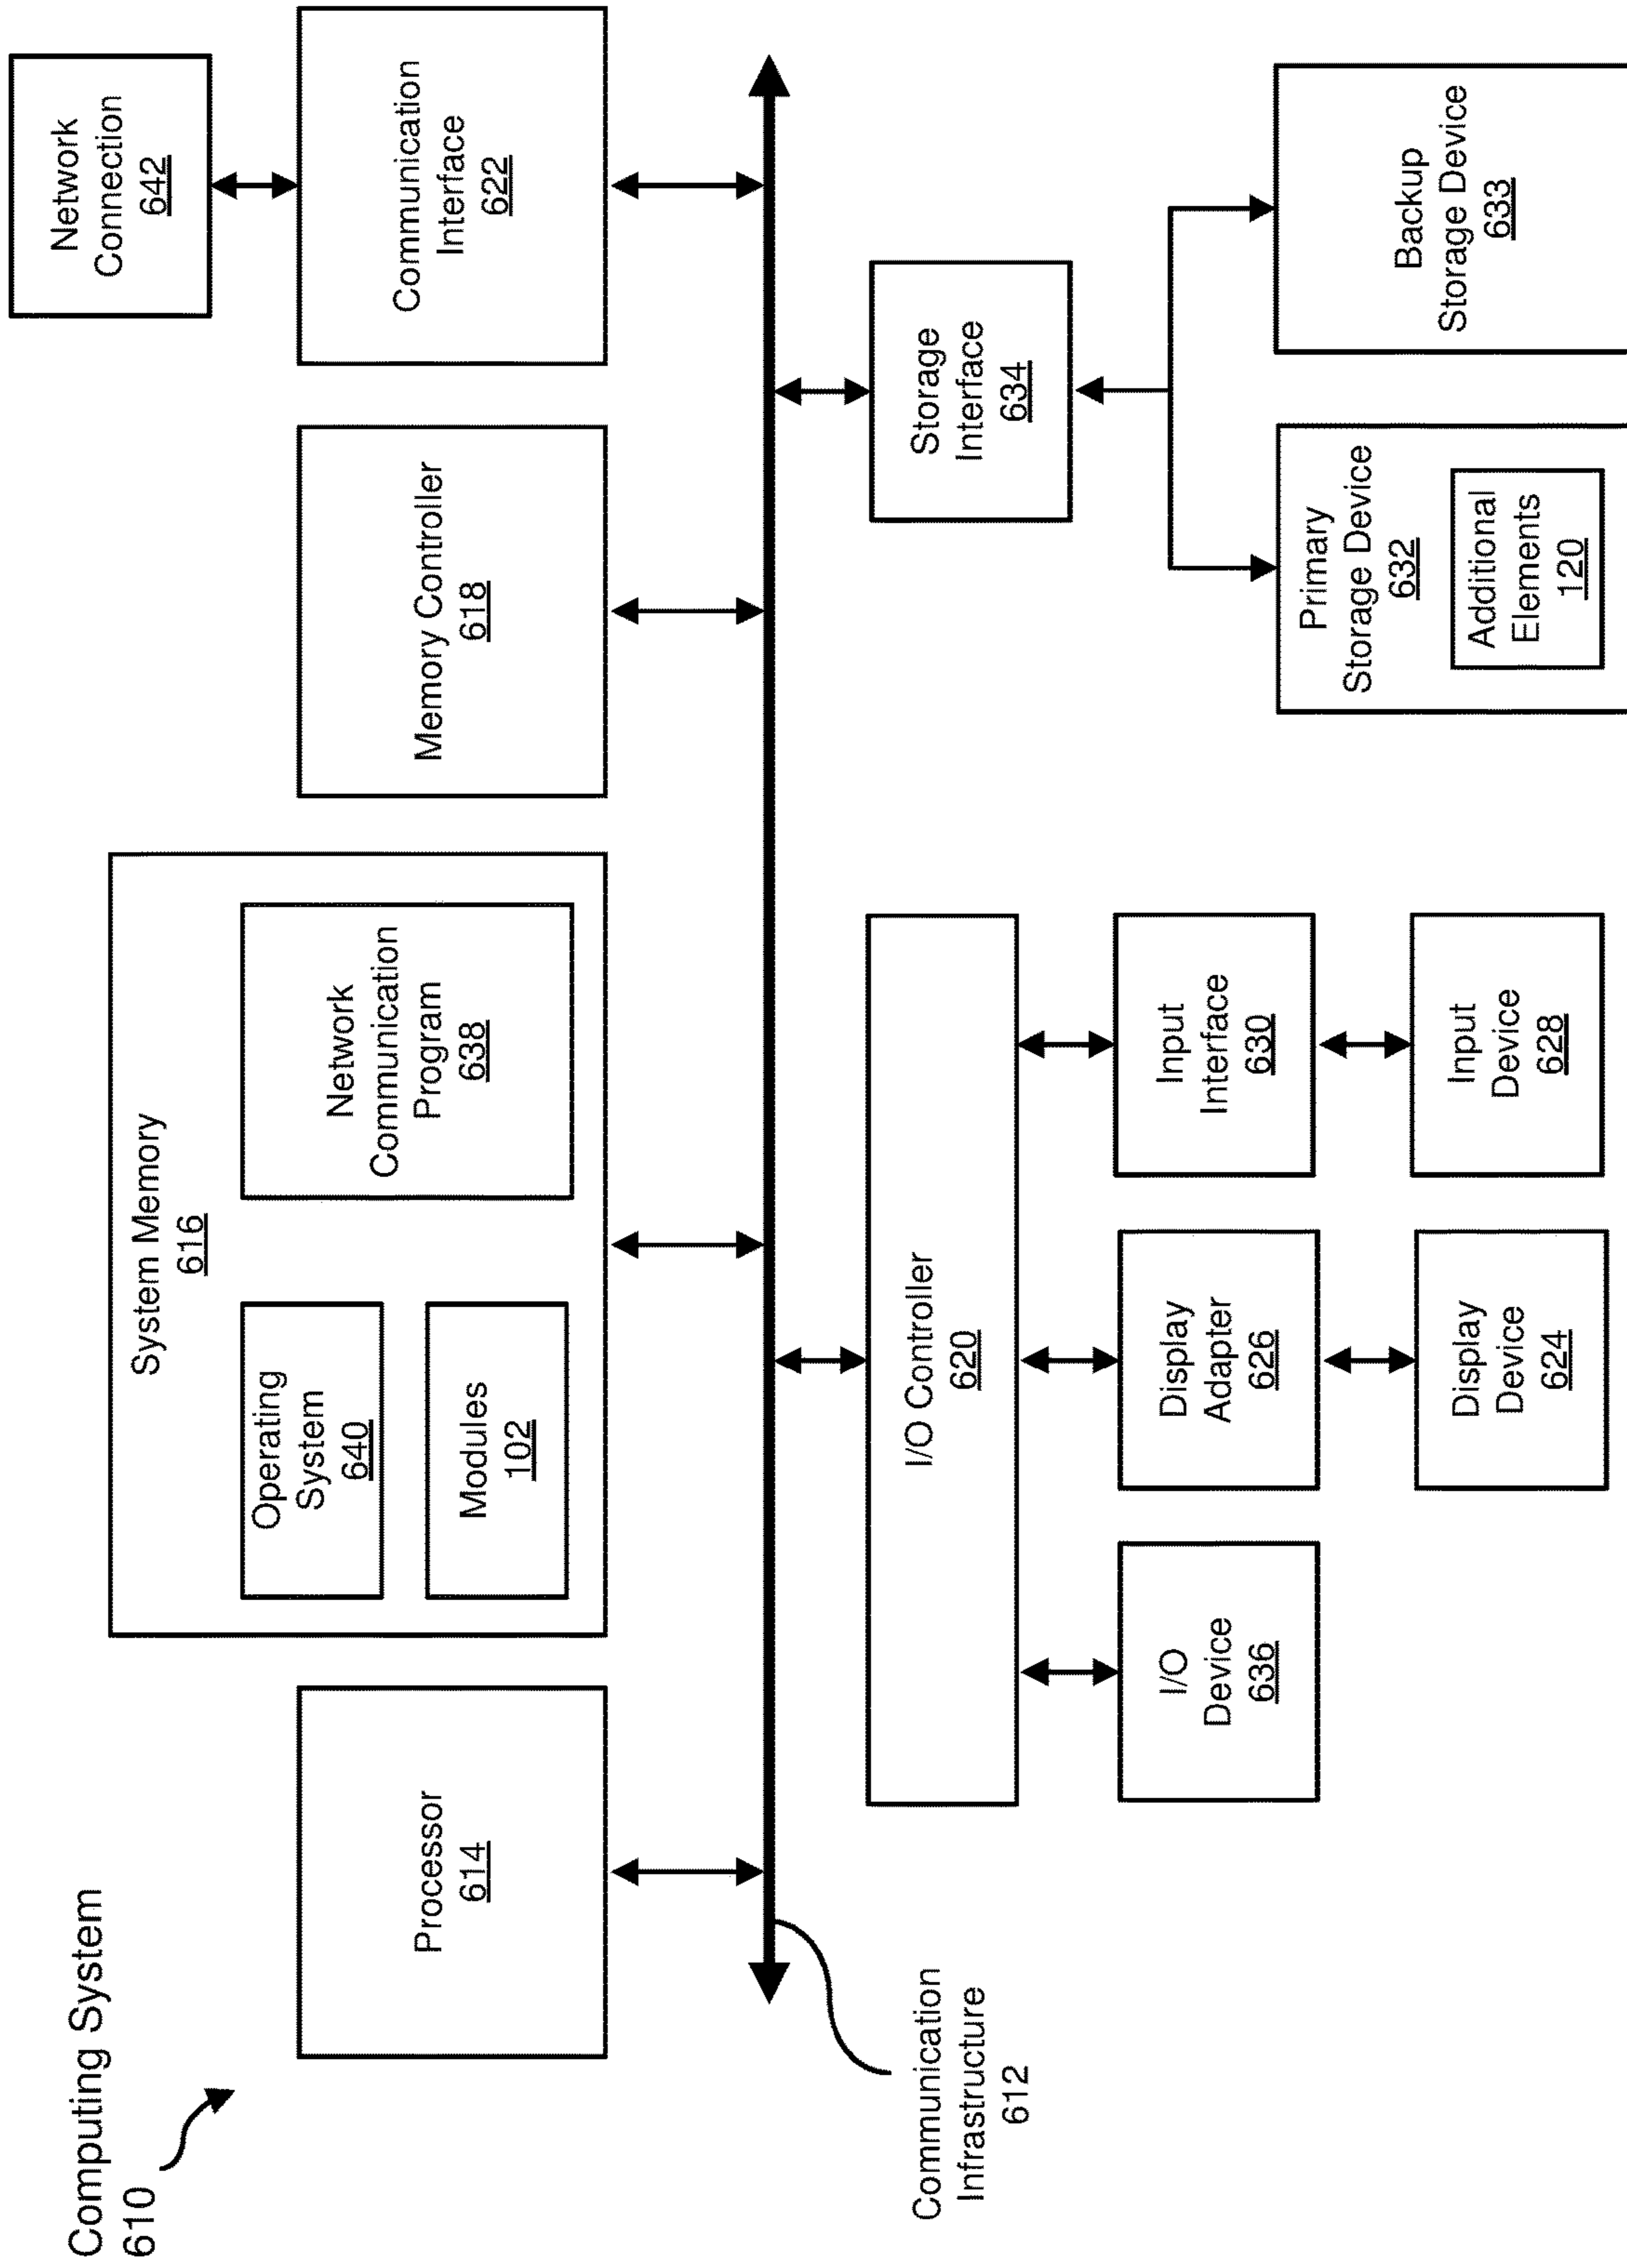 Computing System
610
Processor
614
System Memory
616
Operating
System
640
Modules
102
Network
Communication
Program
638
Memory Controller
618
Communication
Interface
622
Network
Connection
642
Communication
Infrastructure
612
I/O Controller
620
I/O
Device
636
Display
Adapter
626
Display
Device
624
Input
Interface
630
Input
Device
628
Storage
Interface
634
Primary
Storage Device
632
Additional
Elements
120
Backup
Storage Device
633